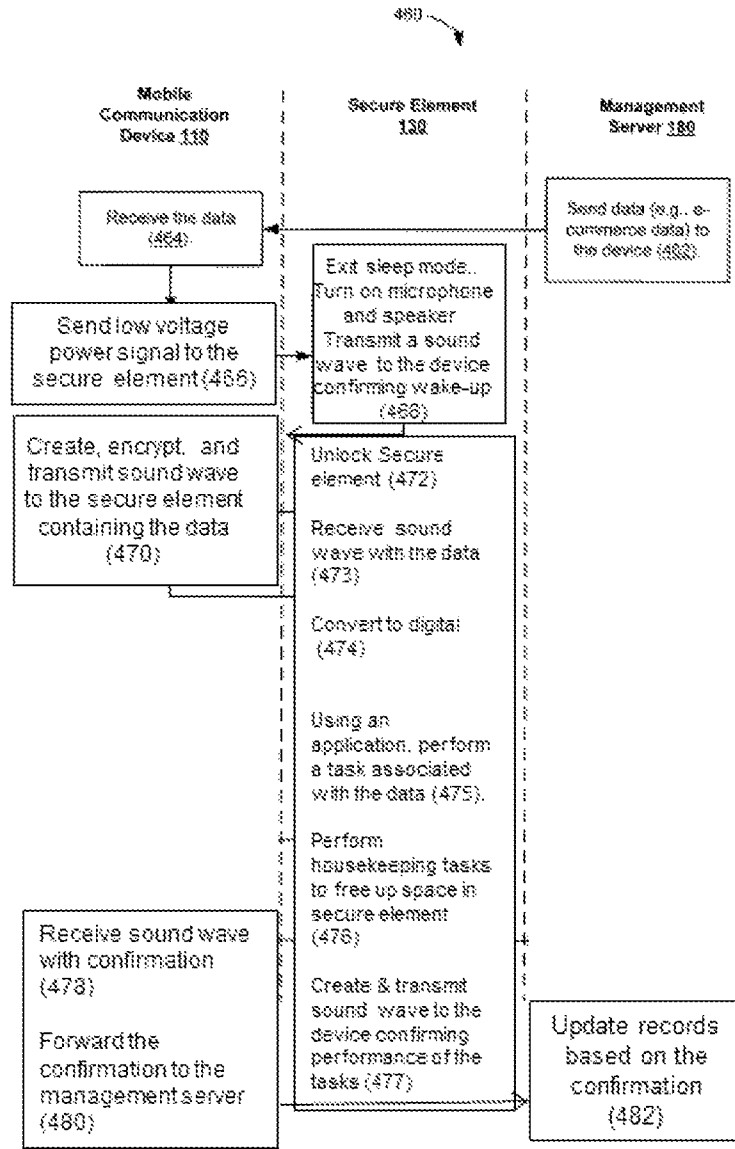 460
Mobile
Communication
Device 110
Secure Element
130
Management
Server 180
Send data (e.g., e-
commerce data) to
the device (462).
Receive the data
(464).
Send low voltage
power signal to the
secure element (466)
Exit sleep mode..
Turn on microphone
and speaker
Transmit a sound
wave to the device
confirming wake-up
(468)
Create, encrypt, and
transmit sound wave
to the secure element
containing the data
(470)
Unlock Secure
element (472)
Receive sound
wave with the data
(473)
Convert to digital
(474)
Using an
application, perform
a task associated
with the data (475).
Perform
housekeeping tasks
to free up space in
secure element
(476)
Create & transmit
sound wave to the
device confirming
performance of the
tasks (477)
Receive sound wave
with confirmation
(478)
Forward the
confirmation to the
management server
(480)
Update records
based on the
confirmation
(482)